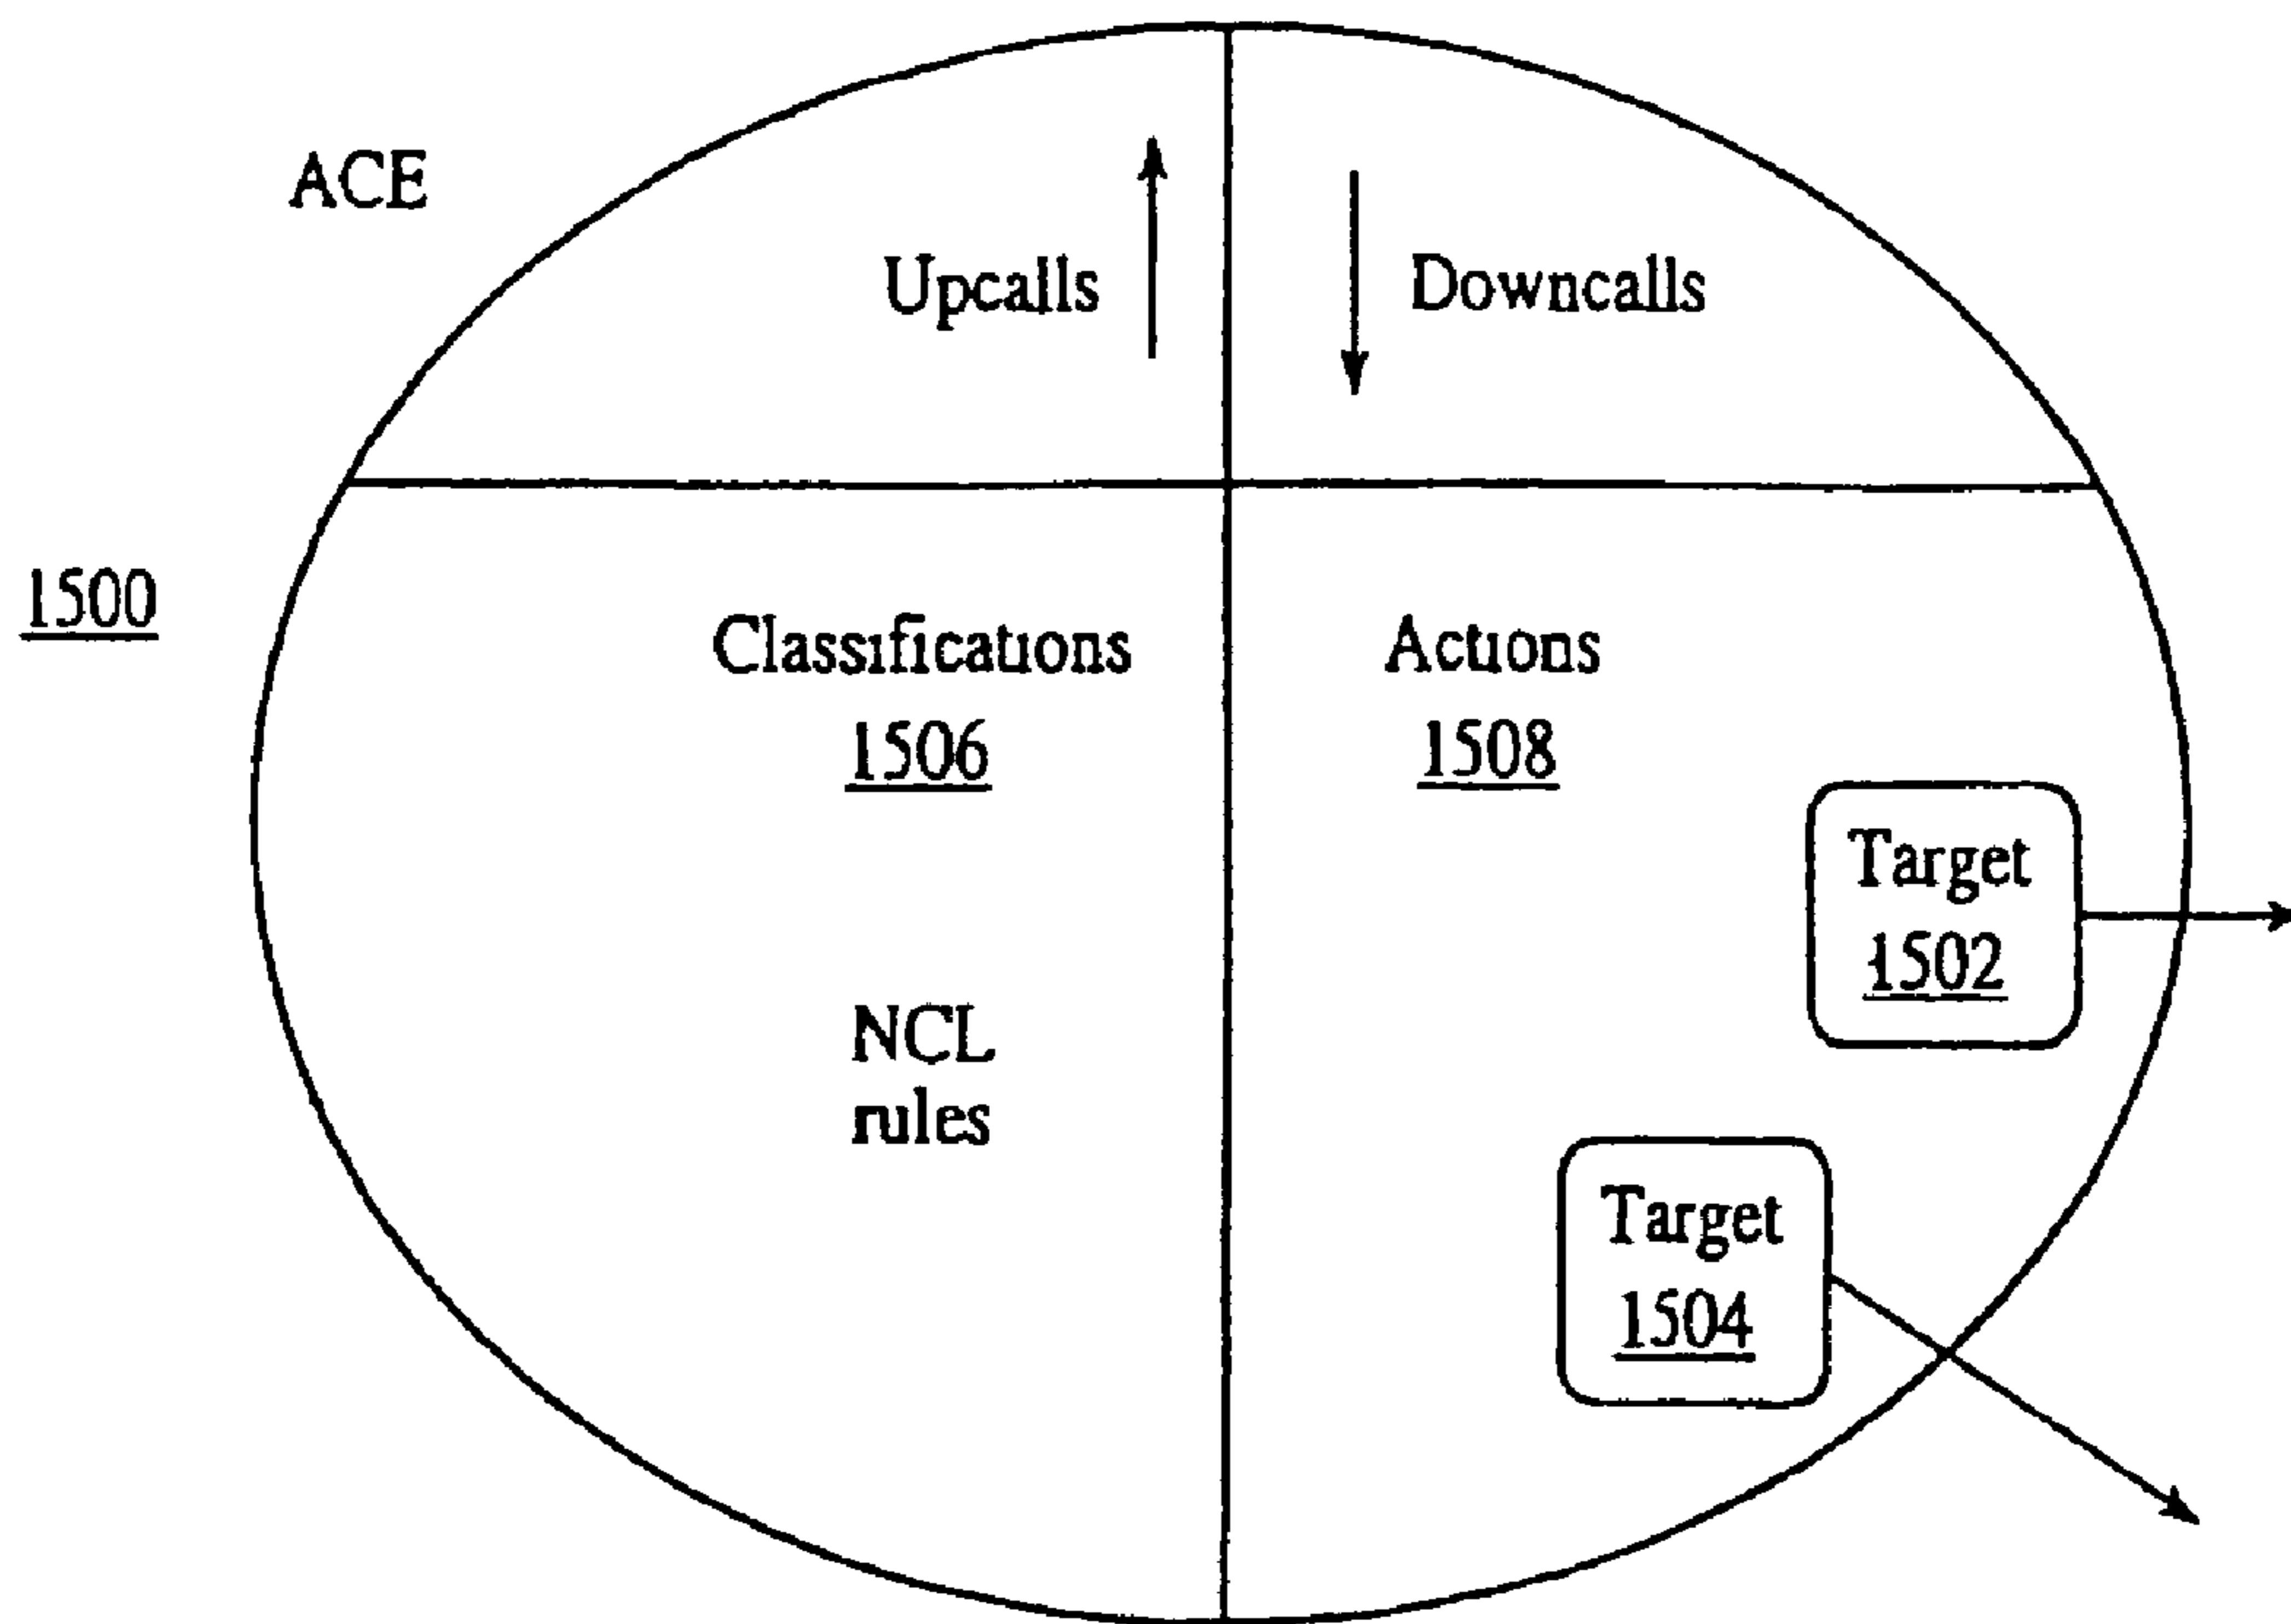 ACE
Upcalls
Downcalls
1500
Classifications
1506
Actions
1508
Target
1502
NCL
rules
Target
1504